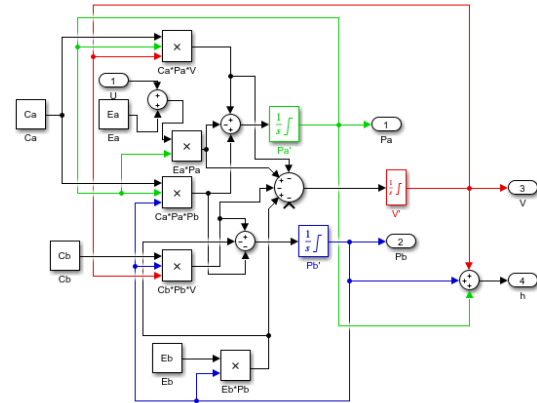 Ca
Ca
×
Ca*Pa*V
1
U
Ea
Ea
+
+
×
Ea*Pa
×
Ca*Pa*Pb
Cb
Cb
×
Cb*Pb*V
Eb
Eb
×
Eb*Pb
1
s
Pa'
1
s
Pb'
1
s
V'
1
Pa
2
Pb
3
V
4
h